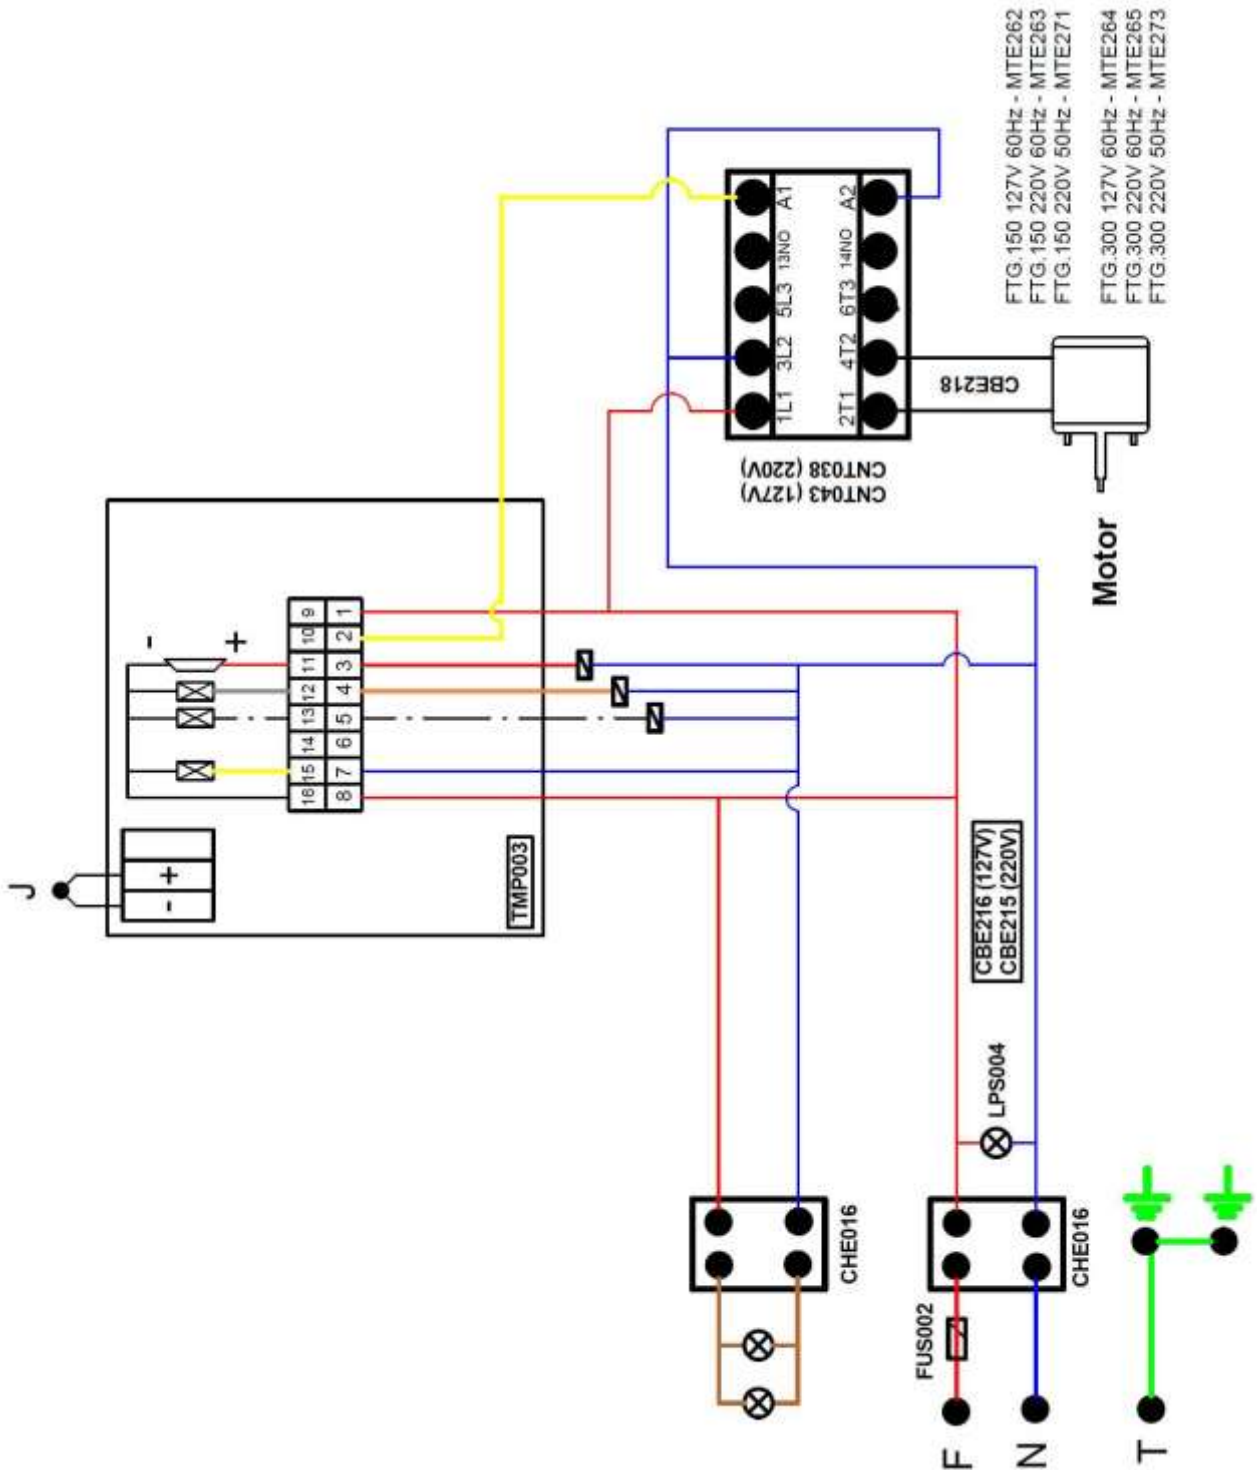 J
-
+
TMP003
-
+
9
10
11
12
13
14
15
16
1
2
3
4
5
6
7
8
A1
13NO
5L3
3L2
1L1
A2
14NO
6T3
4T2
2T1
CNT043 (127V)
CNT038 (220V)
CBE218
Motor
FTG.150 127V 60Hz - MTE262
FTG.150 220V 60Hz - MTE263
FTG.150 220V 50Hz - MTE271
FTG.300 127V 60Hz - MTE264
FTG.300 220V 60Hz - MTE265
FTG.300 220V 50Hz - MTE273
CBE216 (127V)
CBE215 (220V)
LPS004
CHE016
CHE016
FUS002
F
N
T